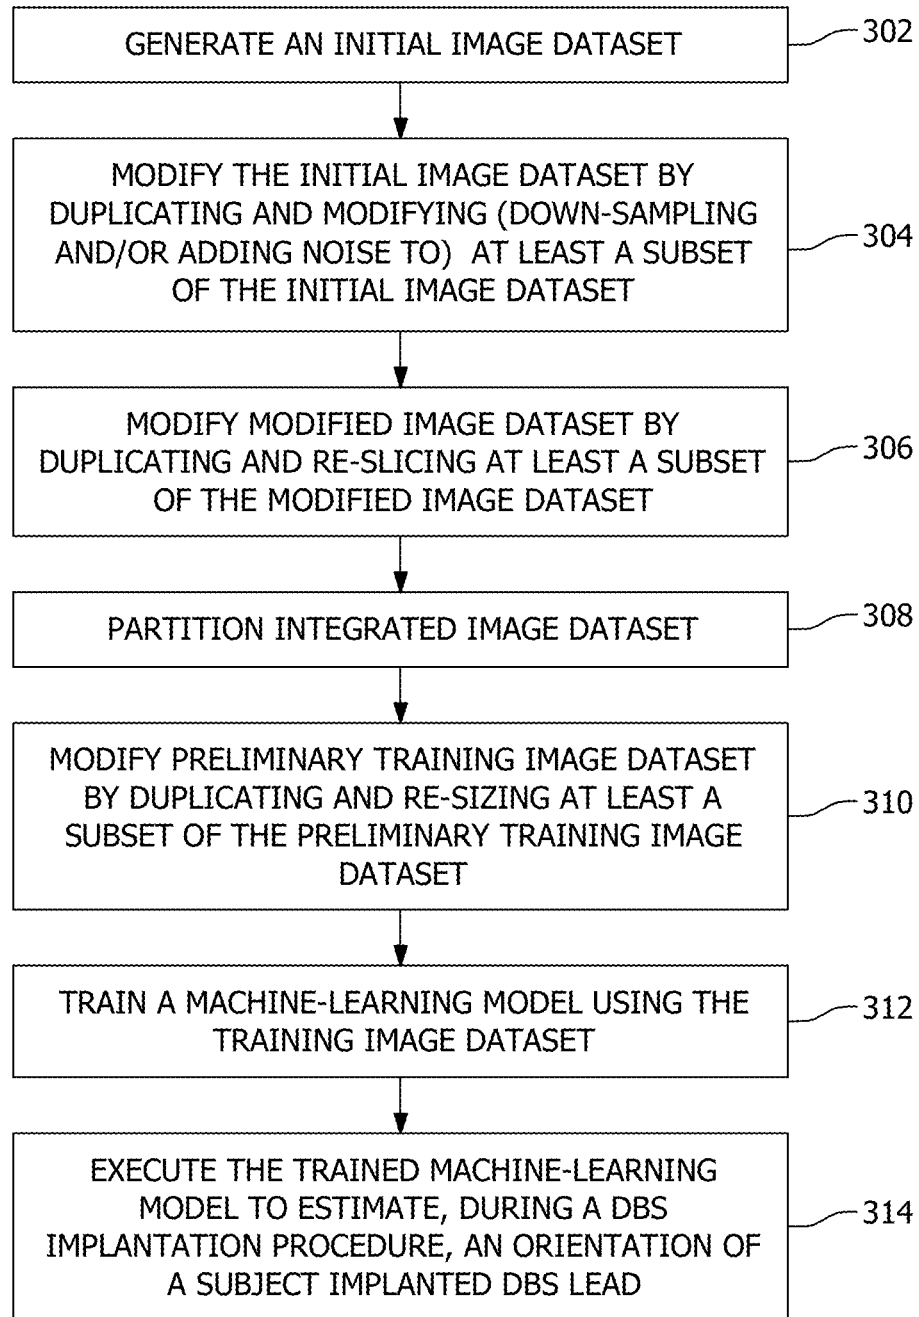 GENERATE AN INITIAL IMAGE DATASET
302
MODIFY THE INITIAL IMAGE DATASET BY
DUPLICATING AND MODIFYING (DOWN-SAMPLING
AND/OR ADDING NOISE TO) AT LEAST A SUBSET
OF THE INITIAL IMAGE DATASET
304
MODIFY MODIFIED IMAGE DATASET BY
DUPLICATING AND RE-SLICING AT LEAST A SUBSET
OF THE MODIFIED IMAGE DATASET
306
PARTITION INTEGRATED IMAGE DATASET
308
MODIFY PRELIMINARY TRAINING IMAGE DATASET
BY DUPLICATING AND RE-SIZING AT LEAST A
SUBSET OF THE PRELIMINARY TRAINING IMAGE
DATASET
310
TRAIN A MACHINE-LEARNING MODEL USING THE
TRAINING IMAGE DATASET
312
EXECUTE THE TRAINED MACHINE-LEARNING
MODEL TO ESTIMATE, DURING A DBS
IMPLANTATION PROCEDURE, AN ORIENTATION OF
A SUBJECT IMPLANTED DBS LEAD
314